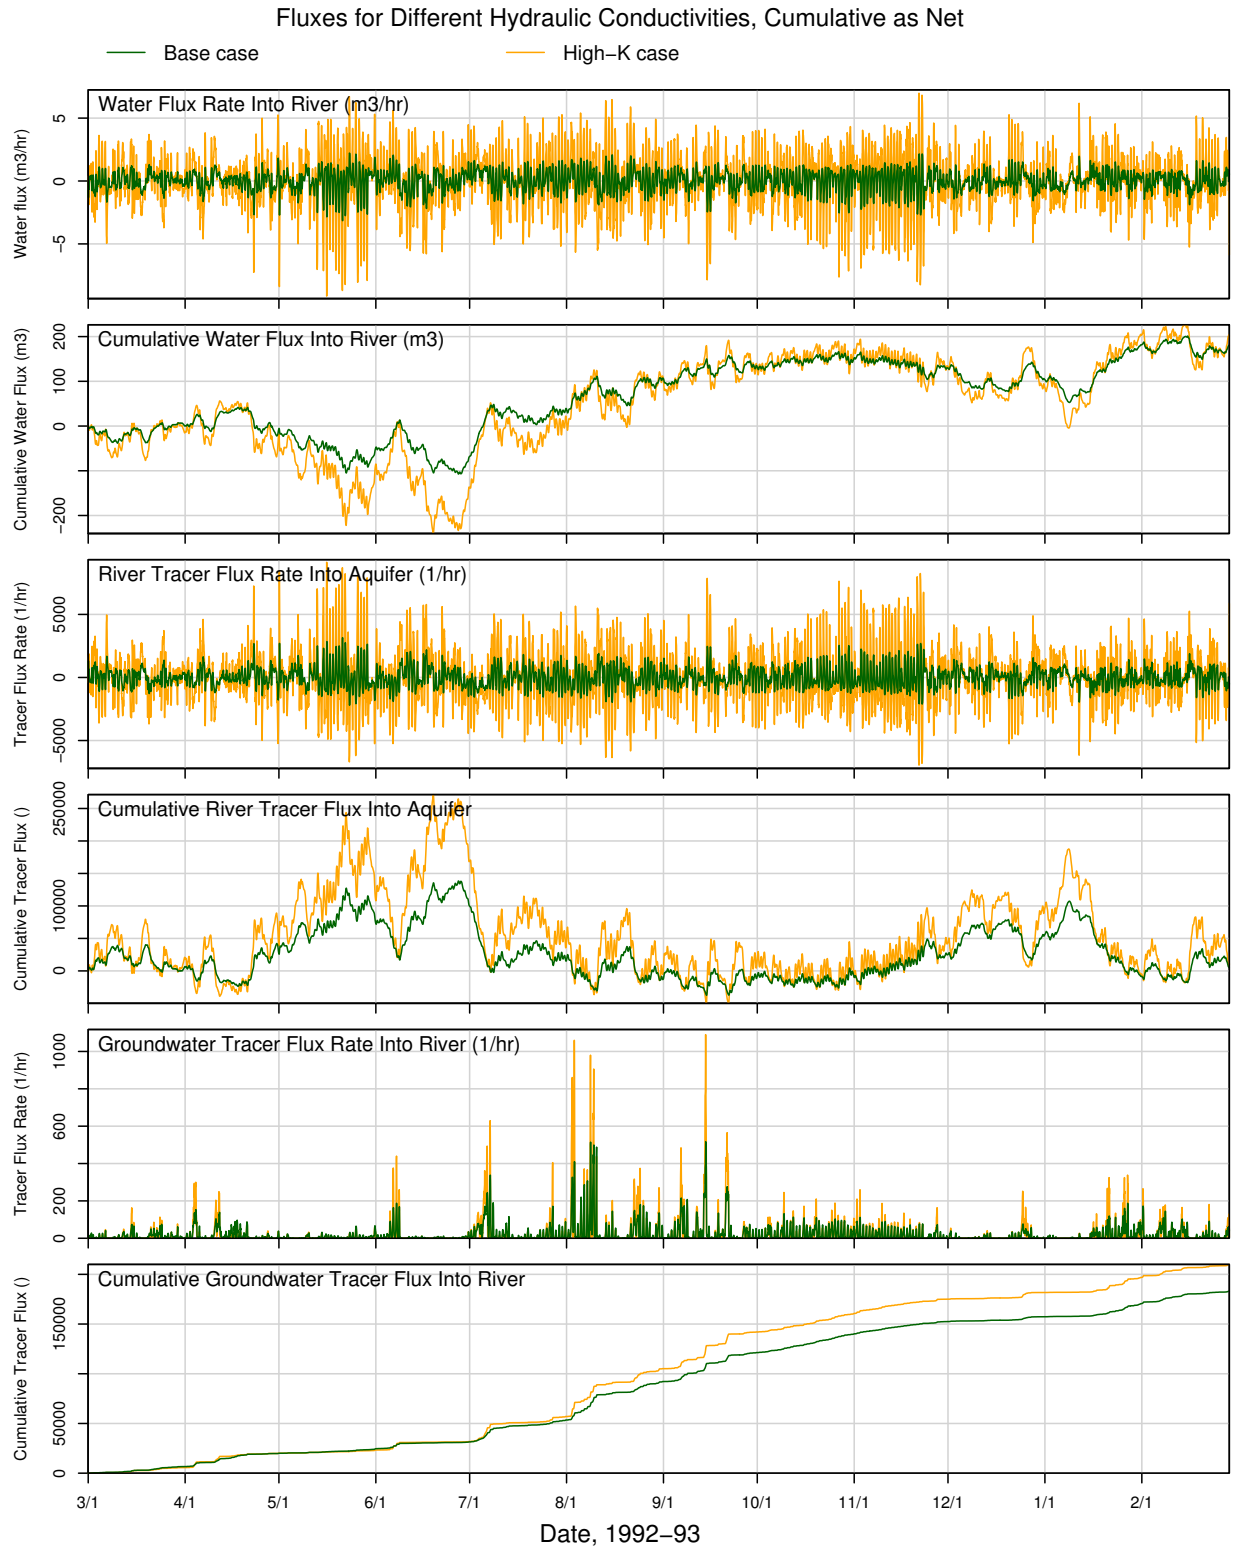 Fluxes for Different Hydraulic Conductivities, Cumulative as Net
Base case
High−K case
Water Flux Rate Into River (m3/hr)
Water flux (m3/hr)
5
0
−5
Cumulative Water Flux Into River (m3)
Cumulative Water Flux (m3)
200
100
0
−200
River Tracer Flux Rate Into Aquifer (1/hr)
Tracer Flux Rate (1/hr)
5000
0
−5000
Cumulative River Tracer Flux Into Aquifer
Cumulative Tracer Flux ()
250000
100000
0
Groundwater Tracer Flux Rate Into River (1/hr)
Tracer Flux Rate (1/hr)
1000
600
200
0
Cumulative Groundwater Tracer Flux Into River
Cumulative Tracer Flux ()
150000
50000
0
3/1 4/1 5/1 6/1 7/1 8/1 9/1 10/1 11/1 12/1 1/1 2/1
Date, 1992−93